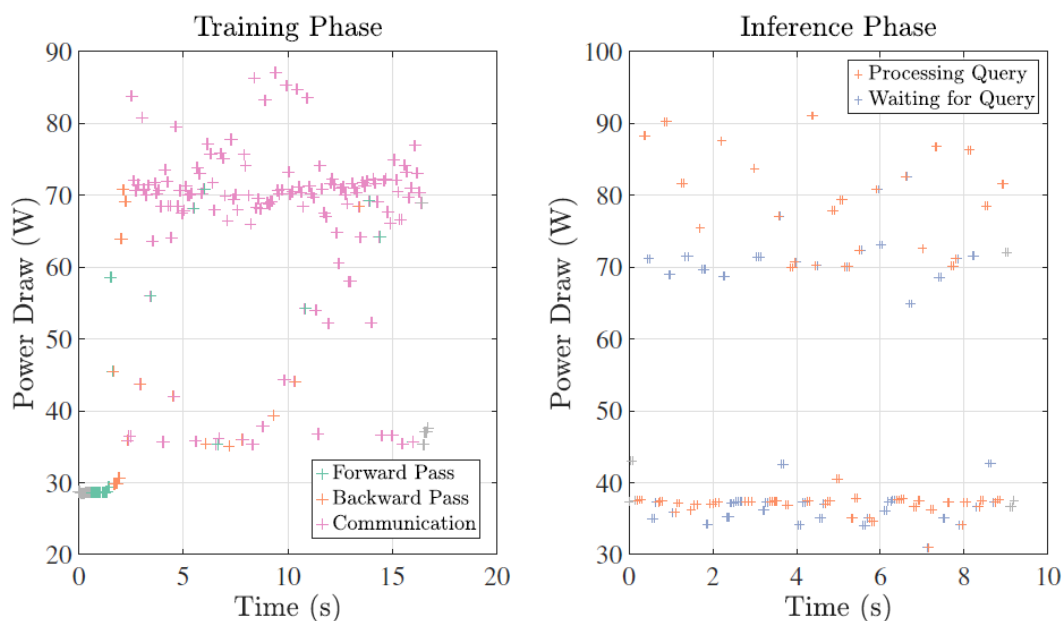 Training Phase
90
80
70
60
50
40
30
20
0
5
10
15
20
Power Draw (W)
Time (s)
Forward Pass
Backward Pass
Communication
Inference Phase
100
90
80
70
60
50
40
30
0
2
4
6
8
10
Power Draw (W)
Time (s)
Processing Query
Waiting for Query